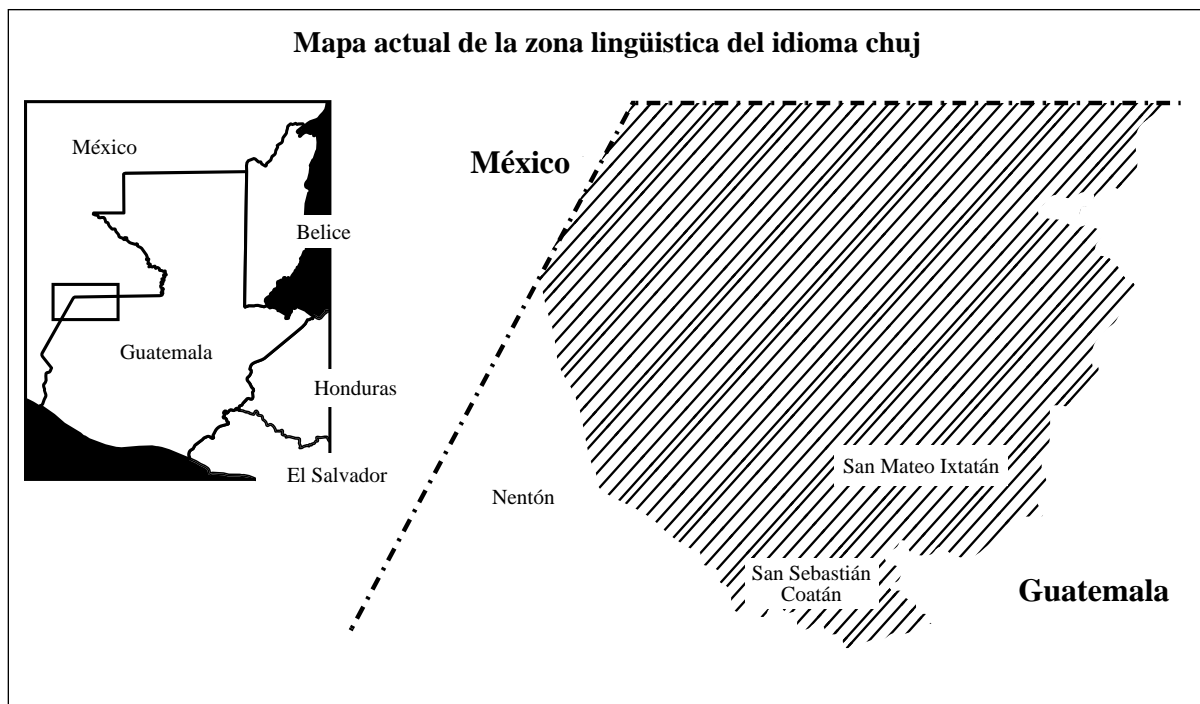 Mapa actual de la zona lingüistica del idioma chuj
México
México
Belice
Guatemala
Honduras
El Salvador
Nentón
San Mateo Ixtatán
San Sebastián
Coatán
Guatemala